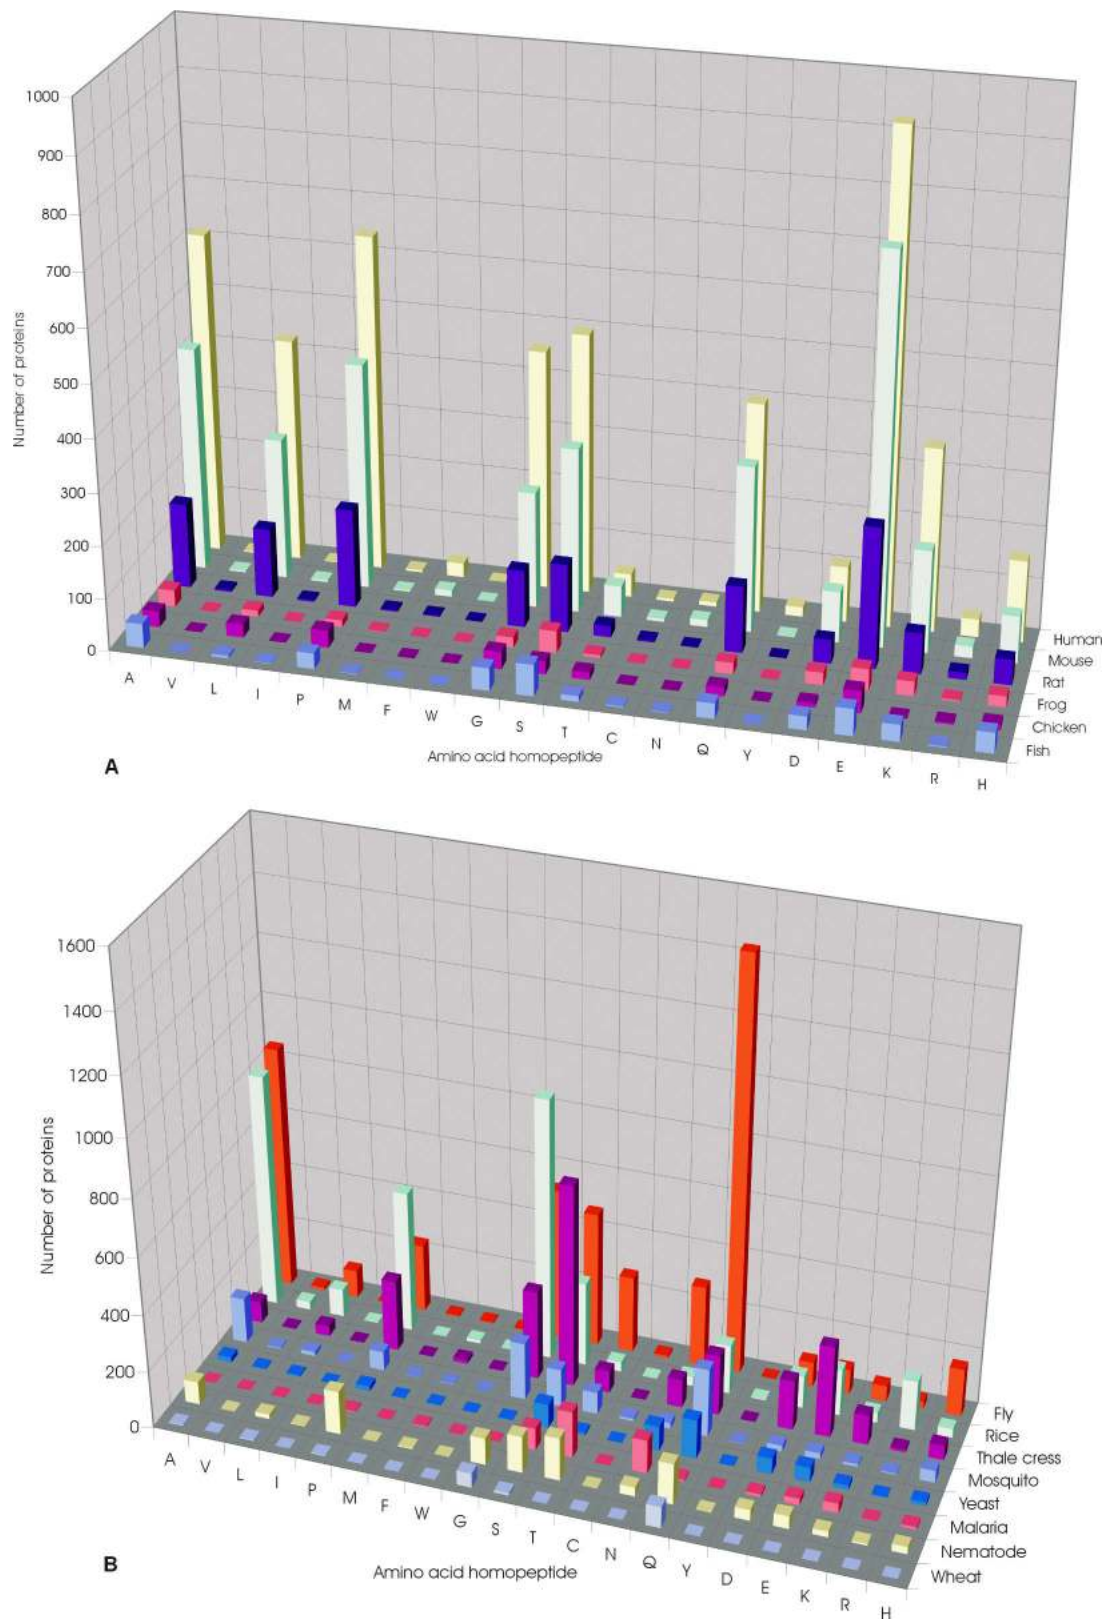 1000
900
800
700
600
500
400
300
200
100
0
Number of proteins
A V L I P M F W G S T C N Q Y D E K R H
Amino acid homopeptide
Human
Mouse
Rat
Frog
Chicken
Fish
A
1600
1400
1200
1000
800
600
400
200
0
Number of proteins
A V L I P M F W G S T C N Q Y D E K R H
Amino acid homopeptide
Fly
Rice
Thale cress
Mosquito
Yeast
Malaria
Nematode
Wheat
B